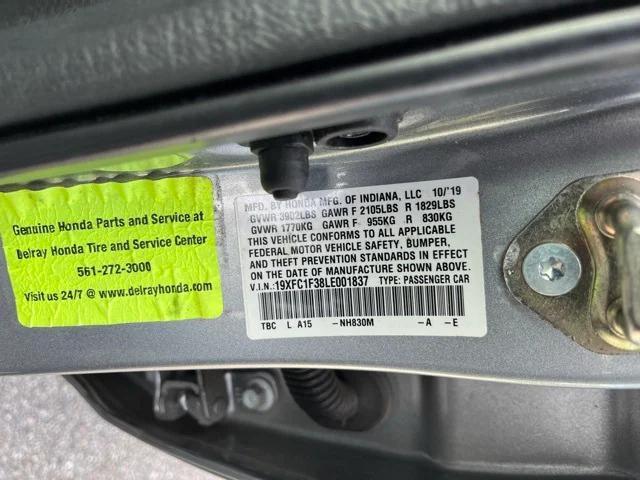 Genuine Honda Parts and Service at
Delray Honda Tire and Service Center
561-272-3000
Visit us 24/7 @ www.delrayhonda.com
MFD. BY HONDA MFG. OF INDIANA, LLC 10/'19
GVWR 3902LBS GAWR F 2105LBS R 1829LBS
GVWR 1770KG GAWR F 955KG R 830KG
THIS VEHICLE CONFORMS TO ALL APPLICABLE
FEDERAL MOTOR VEHICLE SAFETY, BUMPER,
AND THEFT PREVENTION STANDARDS IN EFFECT
ON THE DATE OF MANUFACTURE SHOWN ABOVE.
V.I.N.:19XFC1F38LE001837 TYPE: PASSENGER CAR
TBC L A15 -NH830M -A -E